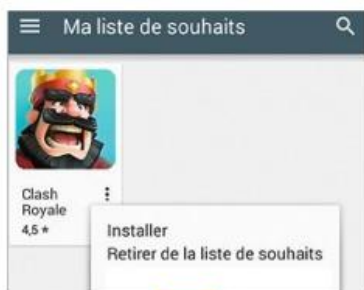 Ma liste de souhaits
Clash
Royale
4,5 ★
Installer
Retirer de la liste de souhaits